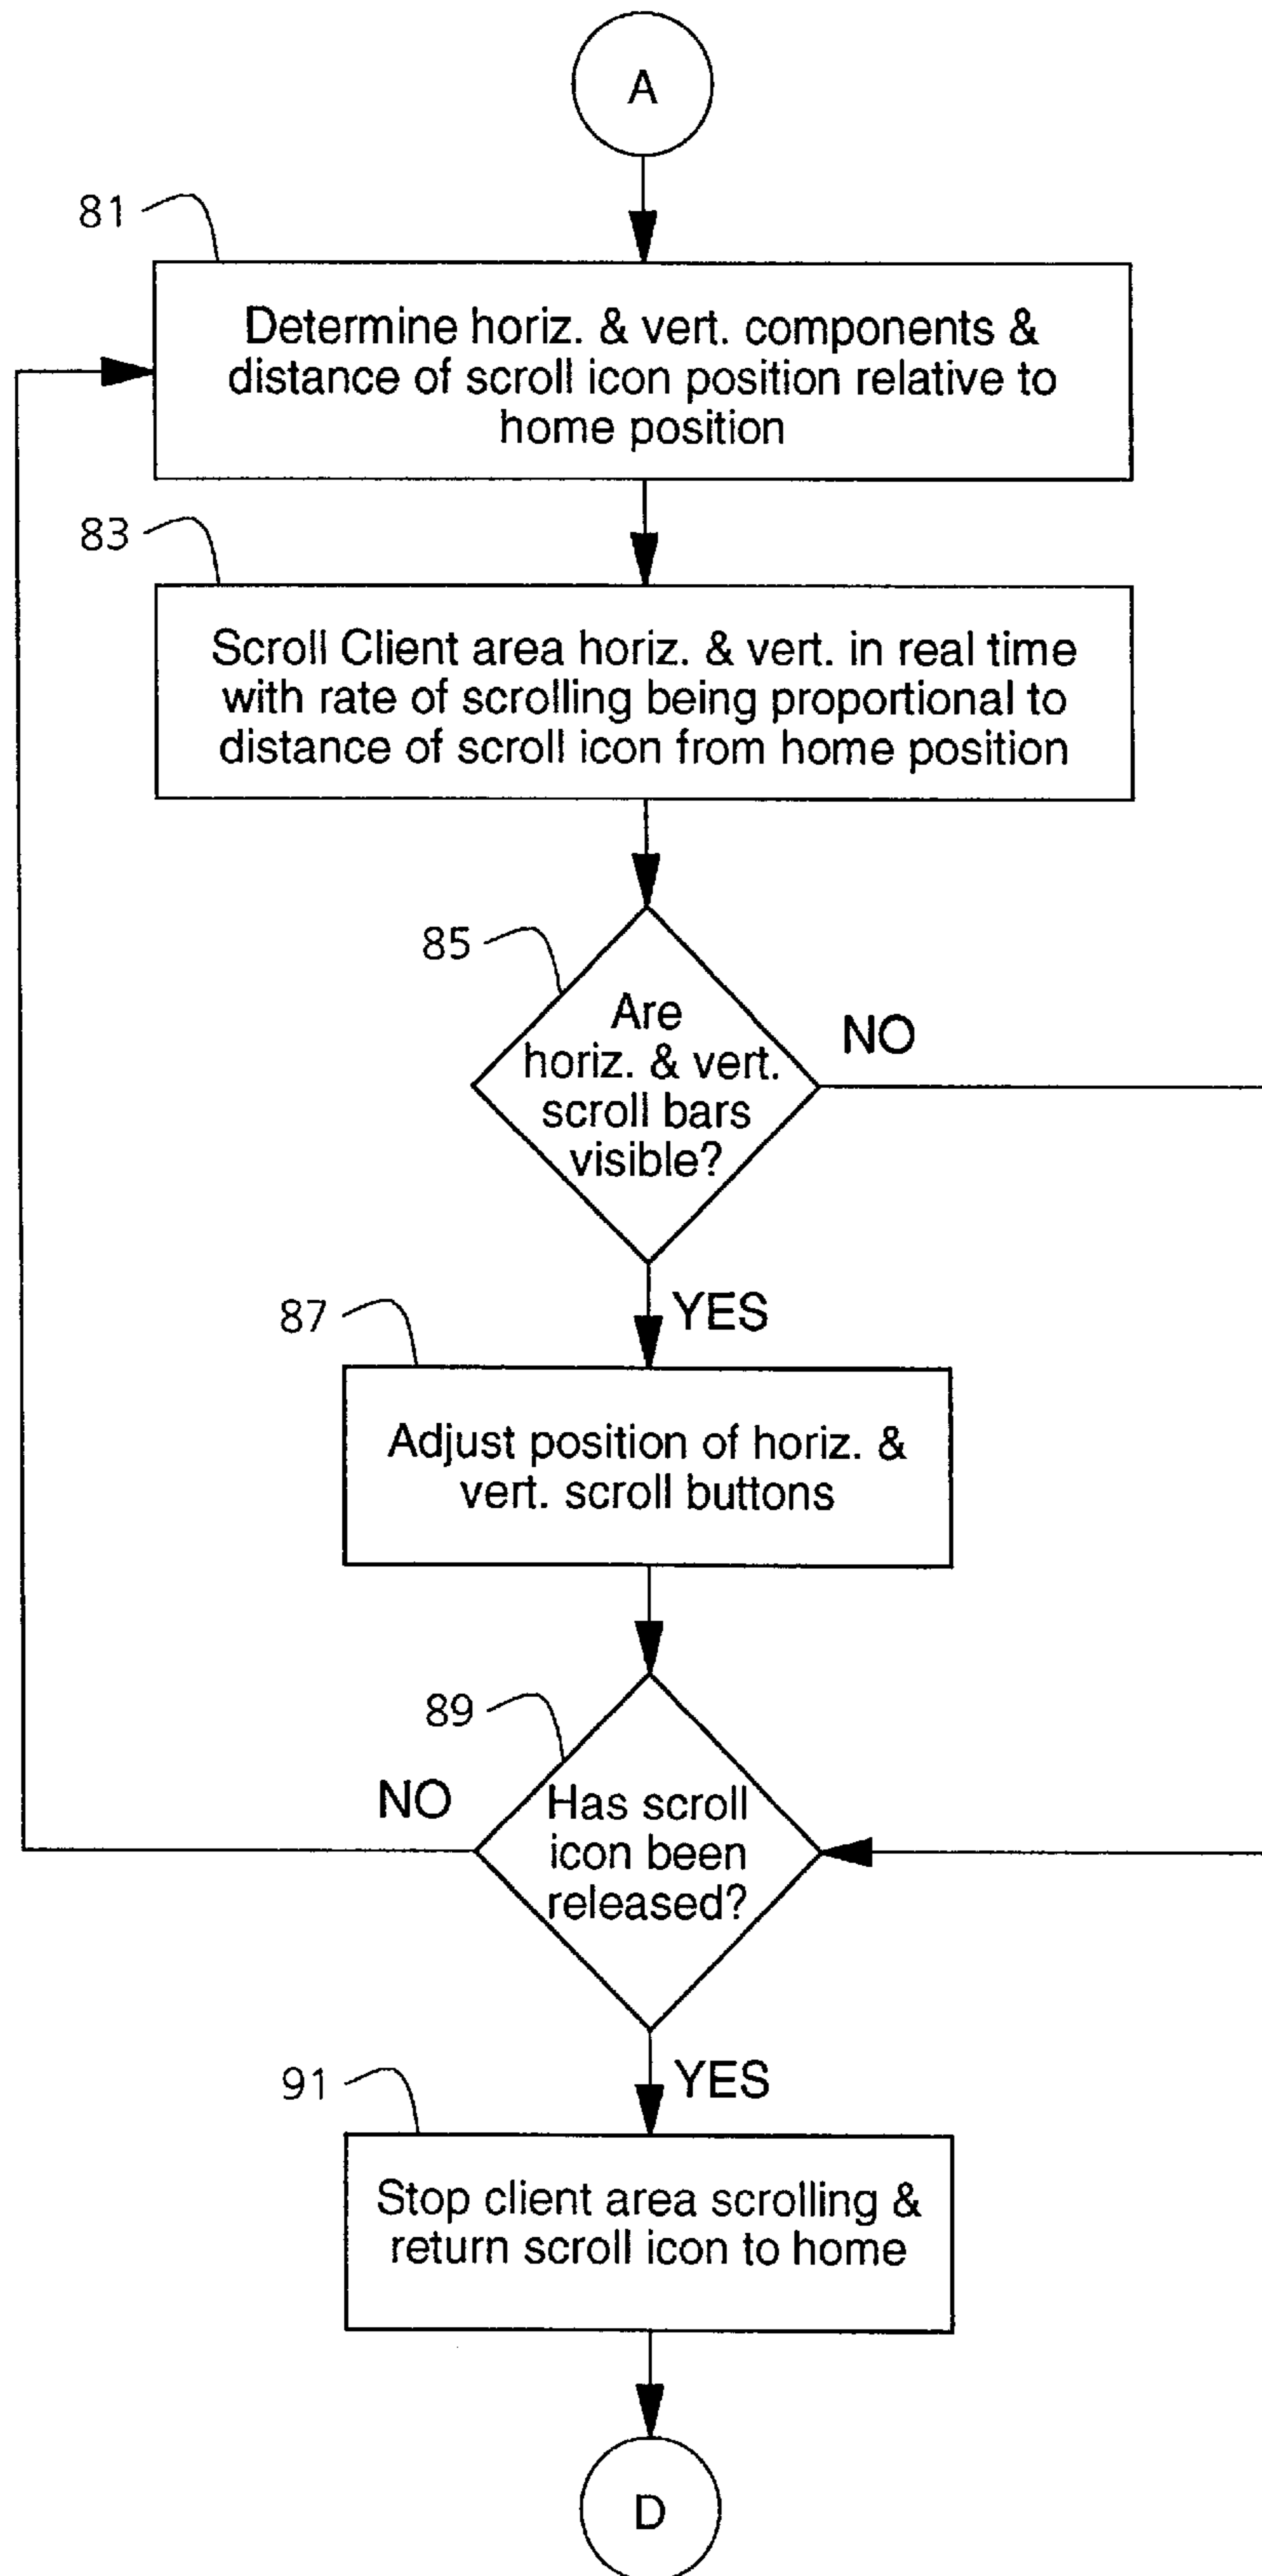 A
81
Determine horiz. & vert. components &
distance of scroll icon position relative to
home position
83
Scroll Client area horiz. & vert. in real time
with rate of scrolling being proportional to
distance of scroll icon from home position
85
Are
horiz. & vert.
scroll bars
visible?
NO
YES
87
Adjust position of horiz. &
vert. scroll buttons
89
NO
Has scroll
icon been
released?
YES
91
Stop client area scrolling &
return scroll icon to home
D